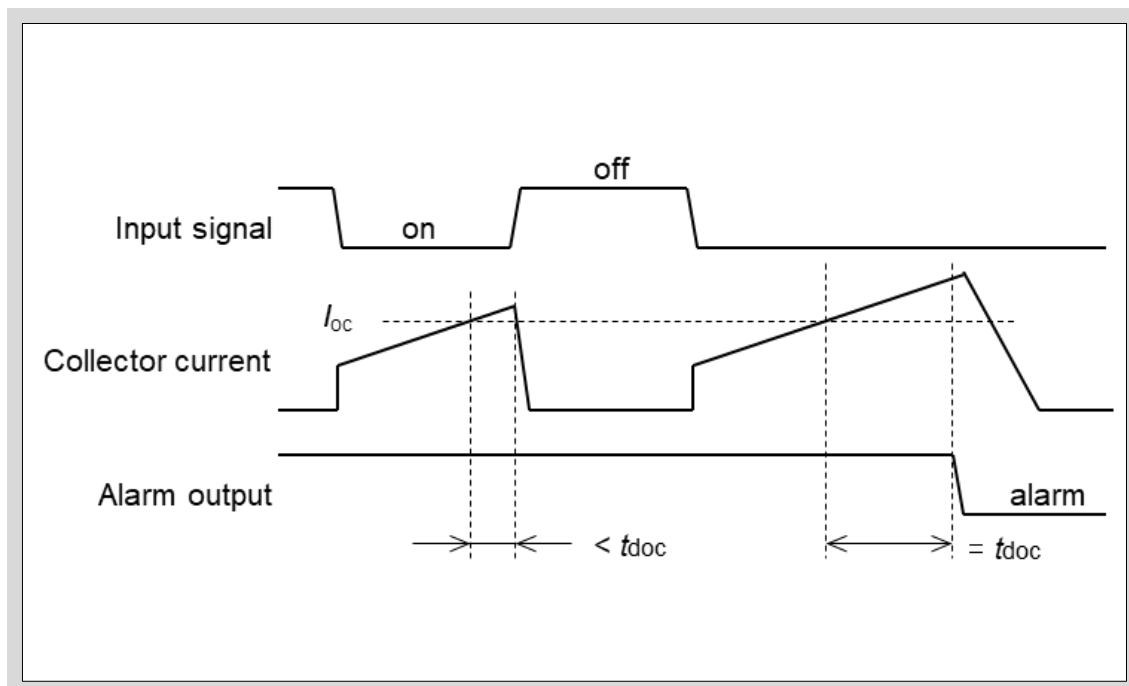 off
Input signal
on
Ioc
Collector current
Alarm output
alarm
< tdoc
= tdoc